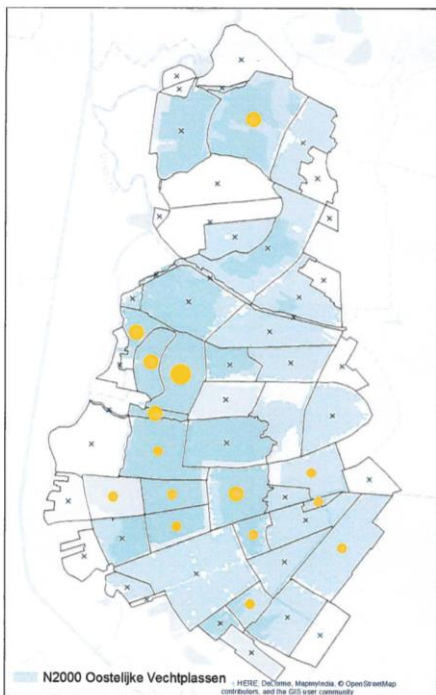 N2000 Oostelijke Vechtplassen
HERE, DeLorme, MapmyIndia, © OpenStreetMap
contributors, and the GIS user community